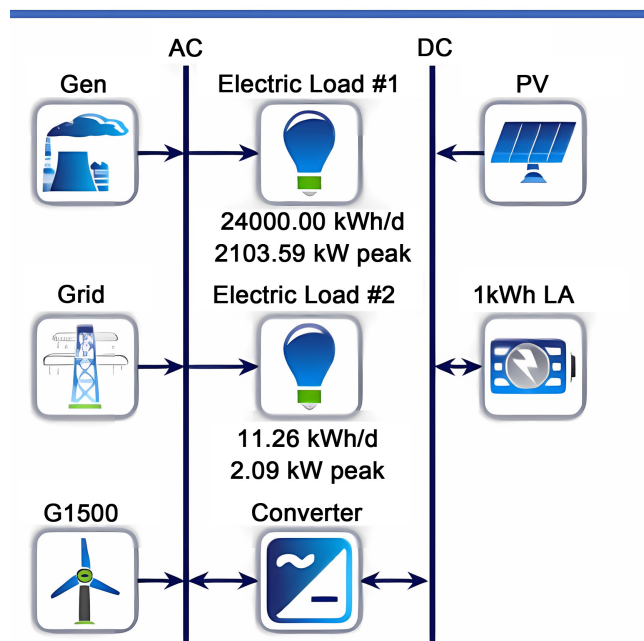 AC
DC
Gen
Electric Load #1
PV
24000.00 kWh/d
2103.59 kW peak
Grid
Electric Load #2
1kWh LA
11.26 kWh/d
2.09 kW peak
G1500
Converter